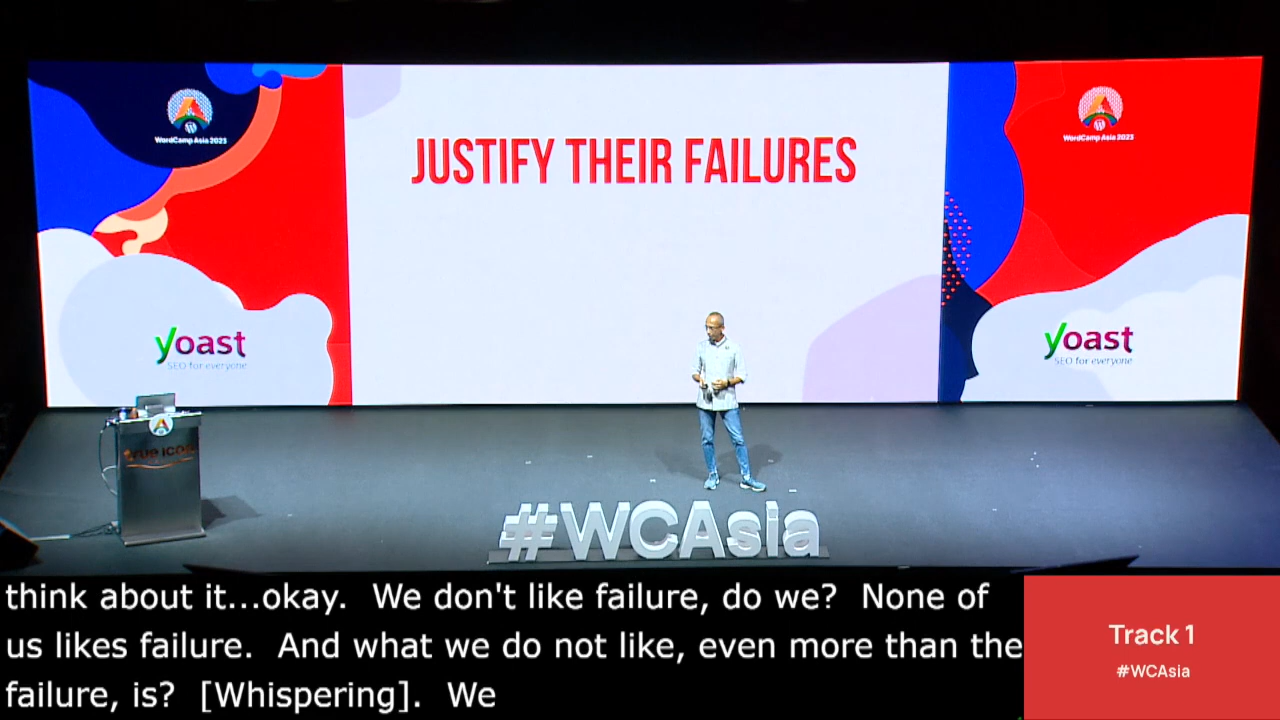 WordCamp Asia 2023
JUSTIFY THEIR FAILURES
WordCamp Asia 2023
yoast
SEO for everyone
yoast
SEO for everyone
#WCAsia
think about it...okay.  We don't like failure, do we?  None of
us likes failure.  And what we do not like, even more than the
failure, is?  [Whispering].  We
Track 1
#WCAsia